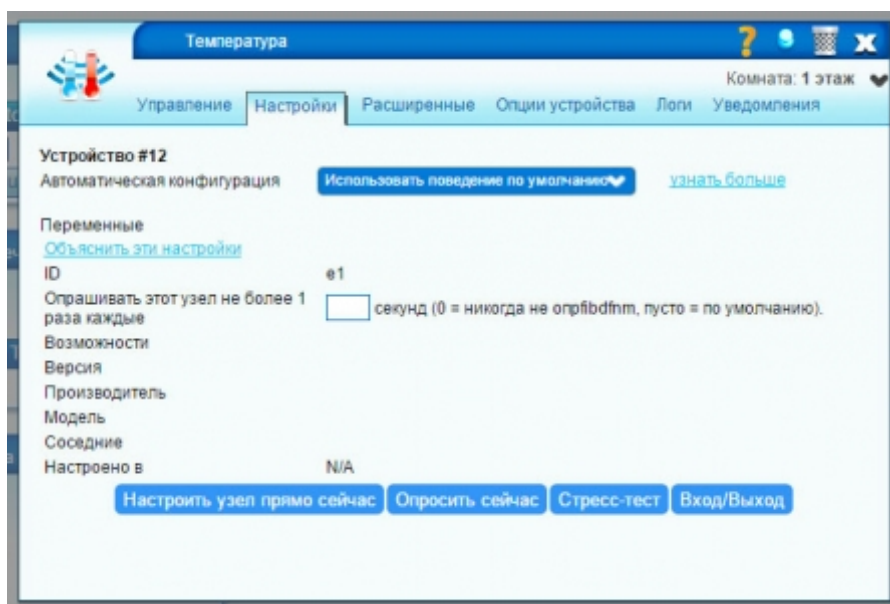 Температура
Комната: 1 этаж
Управление Настройки Расширенные Опции устройства Логи Уведомления
Устройство #12
Автоматическая конфигурация Использовать поведение по умолчанию узнать больше
Переменные
Объяснить эти настройки
ID e1
Опрашивать этот узел не более 1
раза каждые секунд (0 = никогда не опрfibdfnm, пусто = по умолчанию).
Возможности
Версия
Производитель
Модель
Соседние
Настроено в N/A
Настроить узел прямо сейчас Опросить сейчас Стресс-тест Вход/Выход